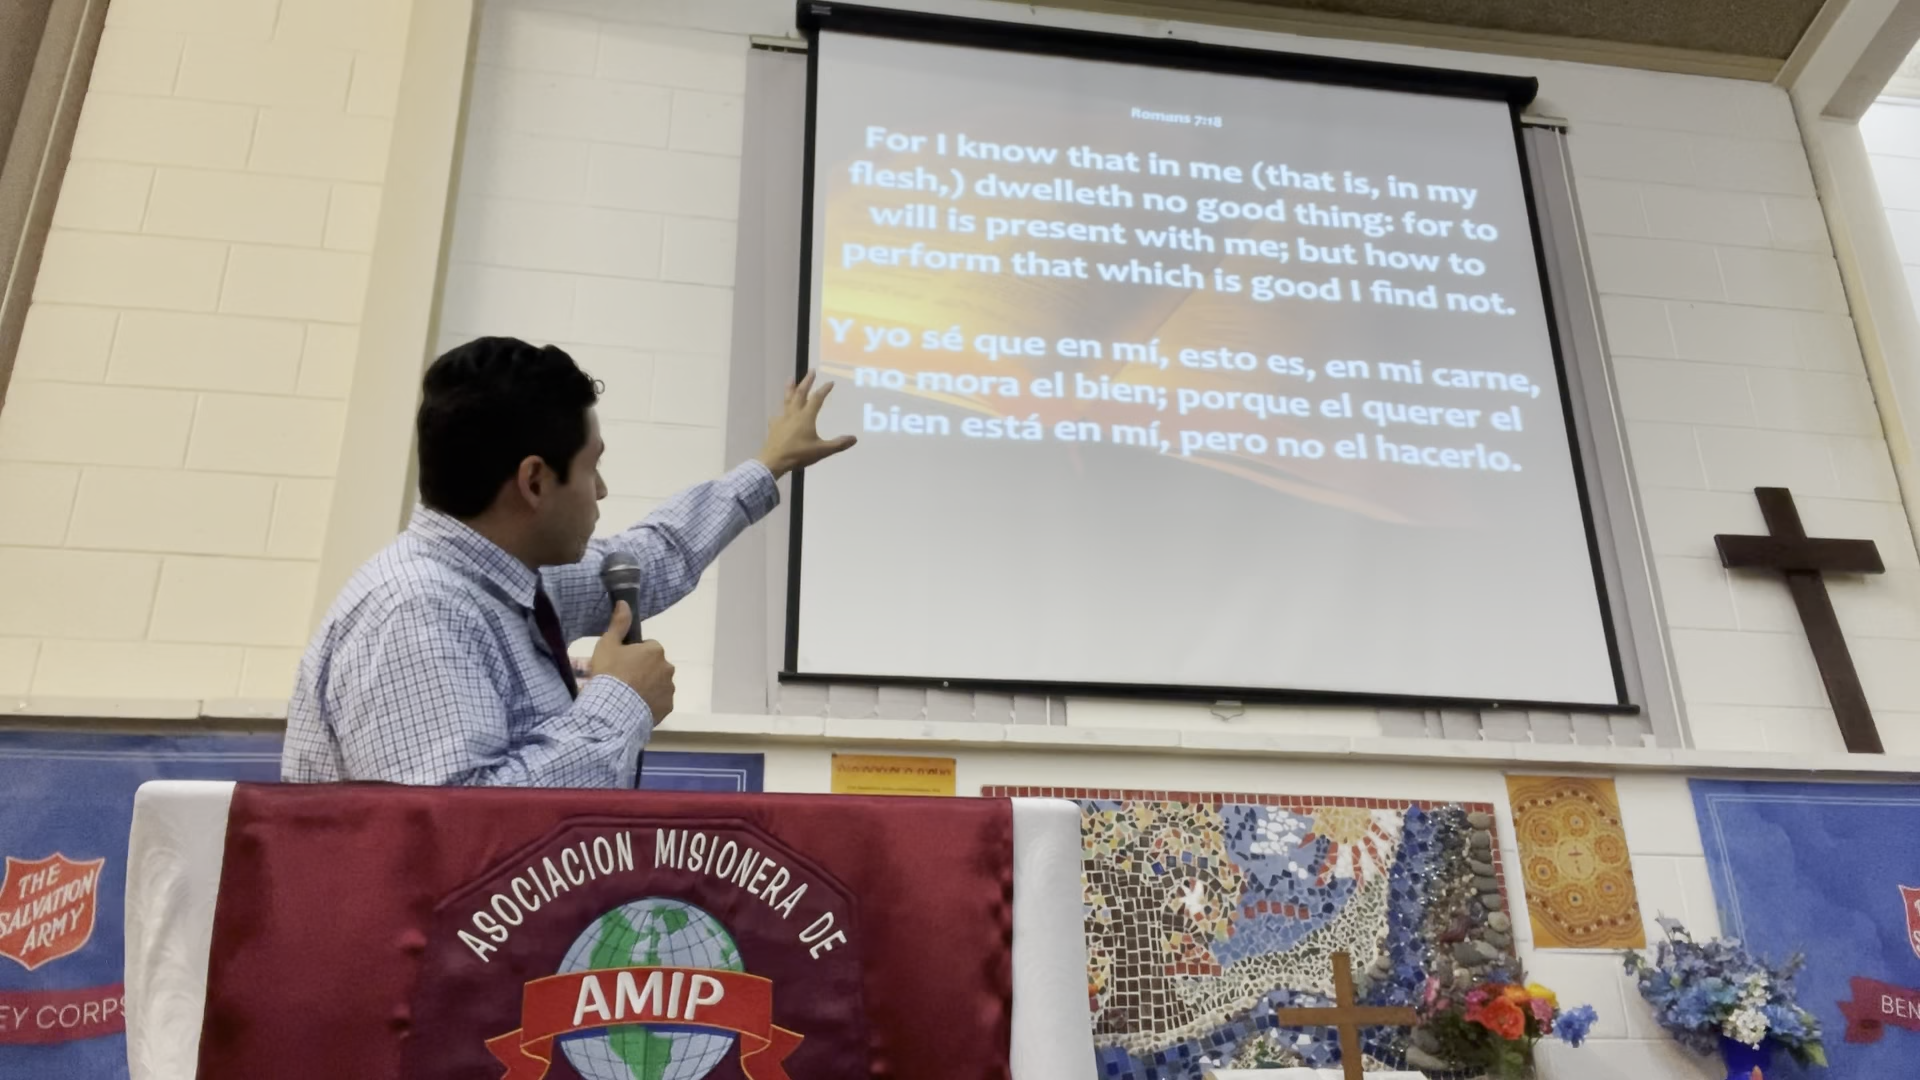 Romans 7:18
For I know that in me (that is, in my
flesh,) dwelleth no good thing: for to
will is present with me; but how to
perform that which is good I find not.
Y yo sé que en mí, esto es, en mi carne,
no mora el bien; porque el querer el
bien está en mí, pero no el hacerlo.
THE
SALVATION
ARMY
EY CORPS
ASOCIACION MISIONERA DE
AMIP
BEN